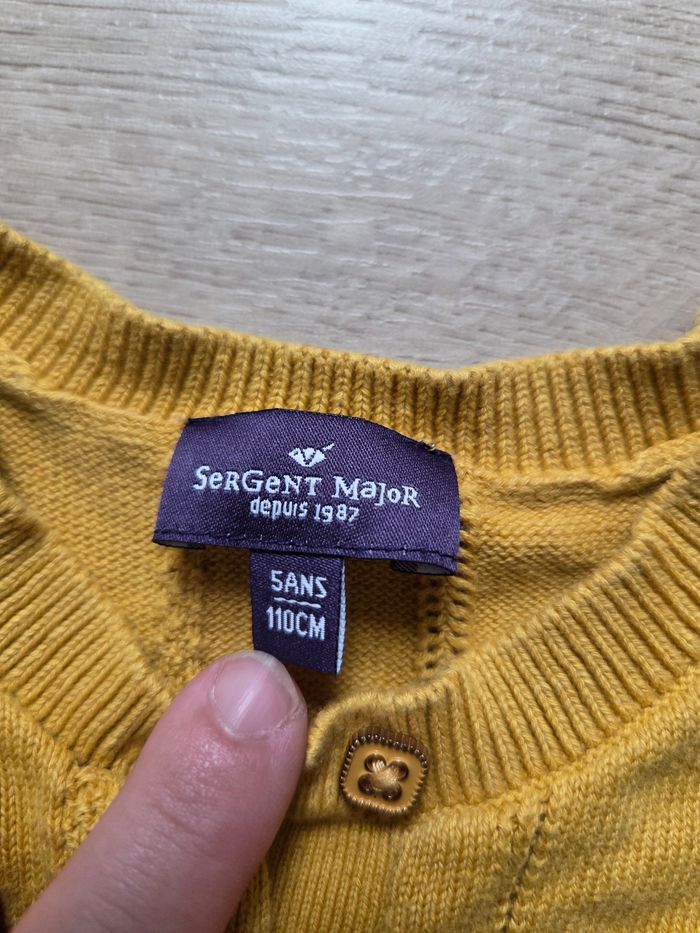 SerGeNT MaJoR
depuis 1987
5ANS
110CM